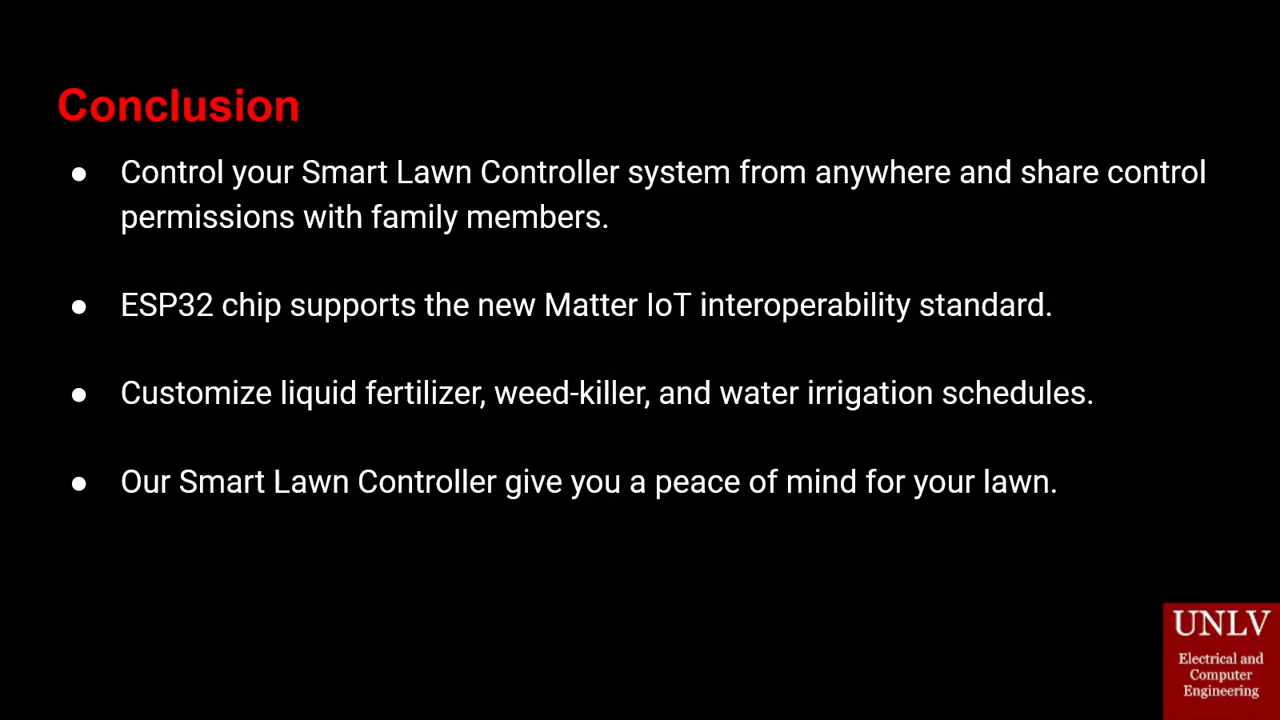 Conclusion
● Control your Smart Lawn Controller system from anywhere and share control
permissions with family members.
● ESP32 chip supports the new Matter IoT interoperability standard.
● Customize liquid fertilizer, weed-killer, and water irrigation schedules.
● Our Smart Lawn Controller give you a peace of mind for your lawn.
UNLV
Electrical and
Computer
Engineering